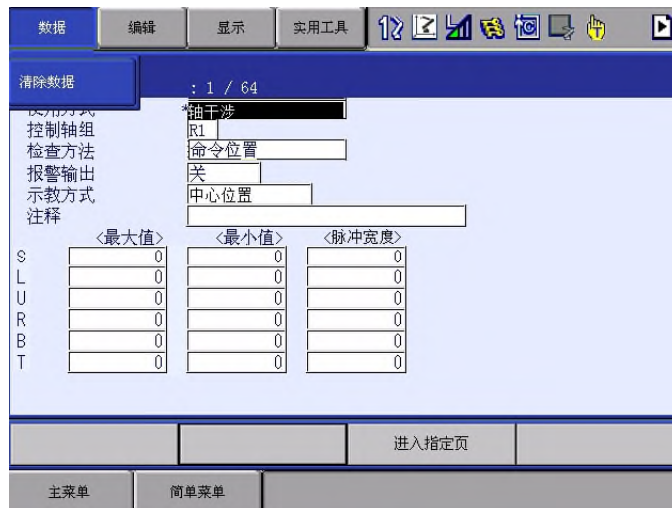 数据 编辑 显示 实用工具
清除数据
: 1 / 64
使用方式 *轴干涉
控制轴组 R1
检查方法 :命令位置
报警输出 关
示教方式 中心位置
注释
<最大值> <最小值> <脉冲宽度>
S 0 0 0
L 0 0 0
U 0 0 0
R 0 0 0
B 0 0 0
T 0 0 0
进入指定页
主菜单 简单菜单